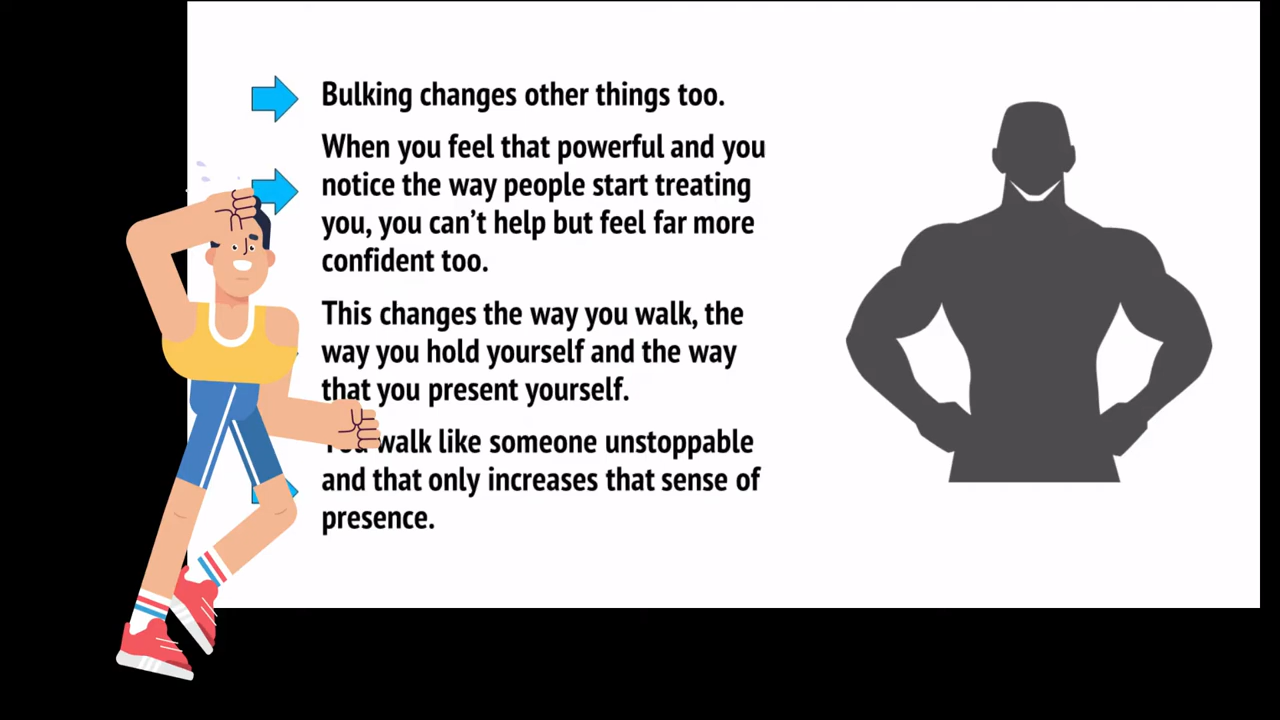 Bulking changes other things too.
When you feel that powerful and you
notice the way people start treating
you, you can't help but feel far more
confident too.
This changes the way you walk, the
way you hold yourself and the way
that you present yourself.
You walk like someone unstoppable
and that only increases that sense of
presence.